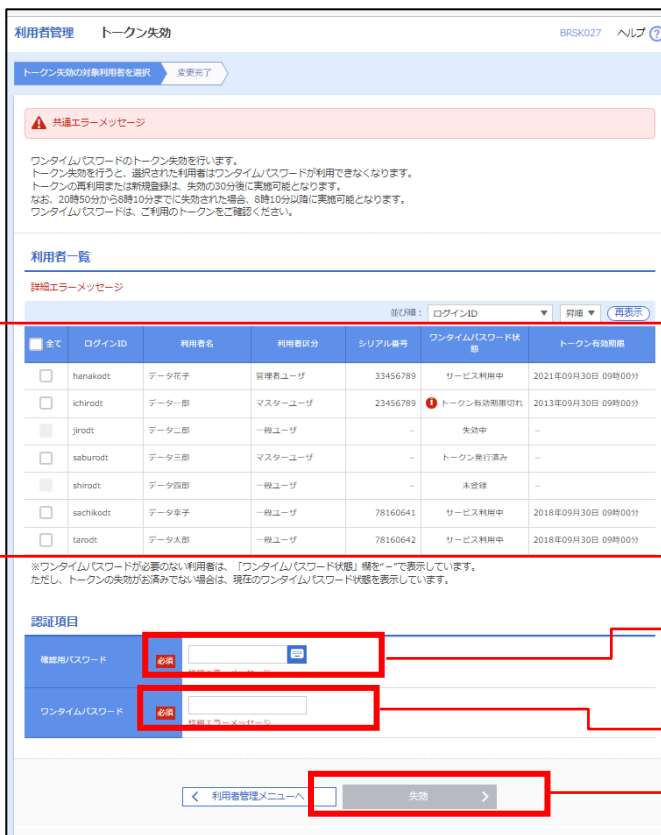 利用者管理 トークン失効 BRSK027 ヘルプ ?
トークン失効の対象利用者を選択 変更完了
共通エラーメッセージ
ワンタイムパスワードのトークン失効を行います。
トークン失効を行うと、選択された利用者はワンタイムパスワードが利用できなくなります。
トークンの再利用または新規登録は、失効の30分後に実施可能となります。
なお、20時50分から8時10分までに失効された場合、8時10分以降に実施可能となります。
ワンタイムパスワードは、ご利用のトークンをご確認ください。
利用者一覧
詳細エラーメッセージ
並び順： ログインID ▼ 昇順 ▼ 再表示
全て ログインID 利用者名 利用者区分 シリアル番号 ワンタイムパスワード状態 トークン有効期限
hanakodt データ花子 管理者ユーザ 33456789 サービス利用中 2021年09月30日 09時00分
ichirodt データ一郎 マスターユーザ 23456789 トークン有効期限切れ 2013年09月30日 09時00分
jirodt データ二郎 一般ユーザ － 失効中 －
saburodt データ三郎 マスターユーザ － トークン発行済み －
shirodt データ四郎 一般ユーザ － 未登録 －
sachikodt データ幸子 一般ユーザ 78160641 サービス利用中 2018年09月30日 09時00分
tarodt データ太郎 一般ユーザ 78160642 サービス利用中 2018年09月30日 09時00分
※ワンタイムパスワードが必要のない利用者は、「ワンタイムパスワード状態」欄を"－"で表示しています。
ただし、トークンの失効がお済みでない場合は、現在のワンタイムパスワード状態を表示しています。
認証項目
確認用パスワード 必須
詳細エラーメッセージ
ワンタイムパスワード 必須
詳細エラーメッセージ
利用者管理メニューへ 失効